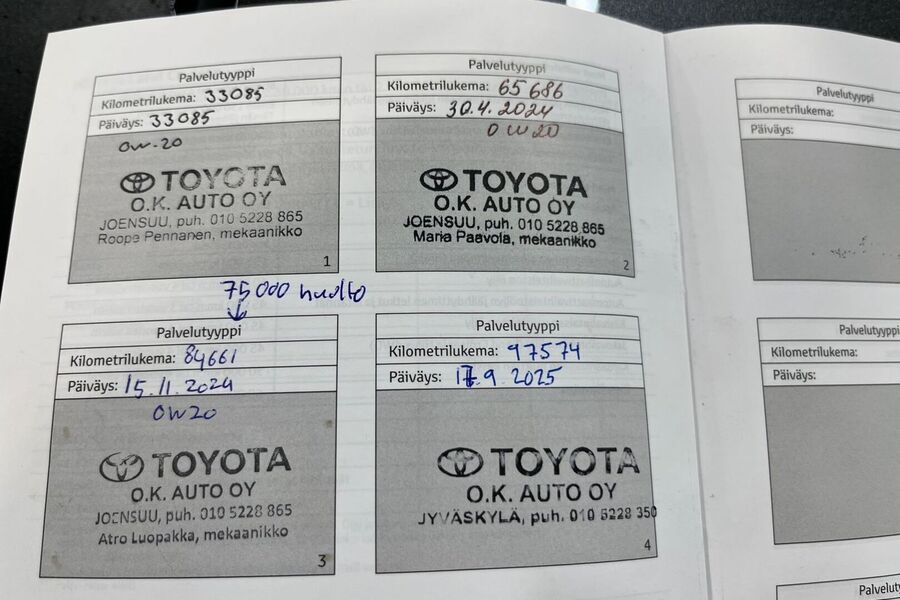 Palvelutyyppi
Kilometrilukema: 33085
Päiväys: 33085
0W-20
TOYOTA
O.K. AUTO OY
JOENSUU, puh. 010 5228 865
Roope Pennanen, mekaanikko
1
Palvelutyyppi
Kilometrilukema: 65 686
Päiväys: 30.4. 2024
0 W20
TOYOTA
O.K. AUTO OY
JOENSUU, puh. 010 5228 865
Maria Paavola, mekaanikko
2
75 000 huolto
Palvelutyyppi
Kilometrilukema: 84661
Päiväys: 15.11.2024
0W20
TOYOTA
O.K. AUTO OY
JOENSUU, puh. 010 5228 865
Atro Luopakka, mekaanikko
3
Palvelutyyppi
Kilometrilukema: 97574
Päiväys: 17.9.2025
TOYOTA
O.K. AUTO OY
JYVÄSKYLÄ, puh. 010 5228 350
4
Palvelutyyppi
Kilometrilukema:
Päiväys:
Palvelutyyppi
Kilometrilukema:
Päiväys: